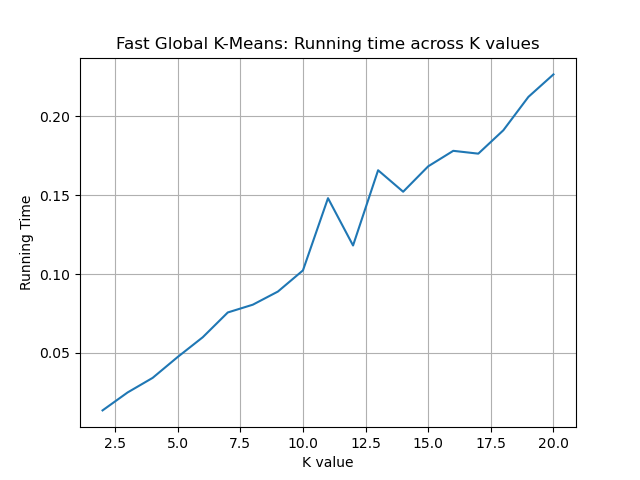 Fast Global K-Means: Running time across K values
0.20
0.15
0.10
0.05
Running Time
2.5 5.0 7.5 10.0 12.5 15.0 17.5 20.0
K value